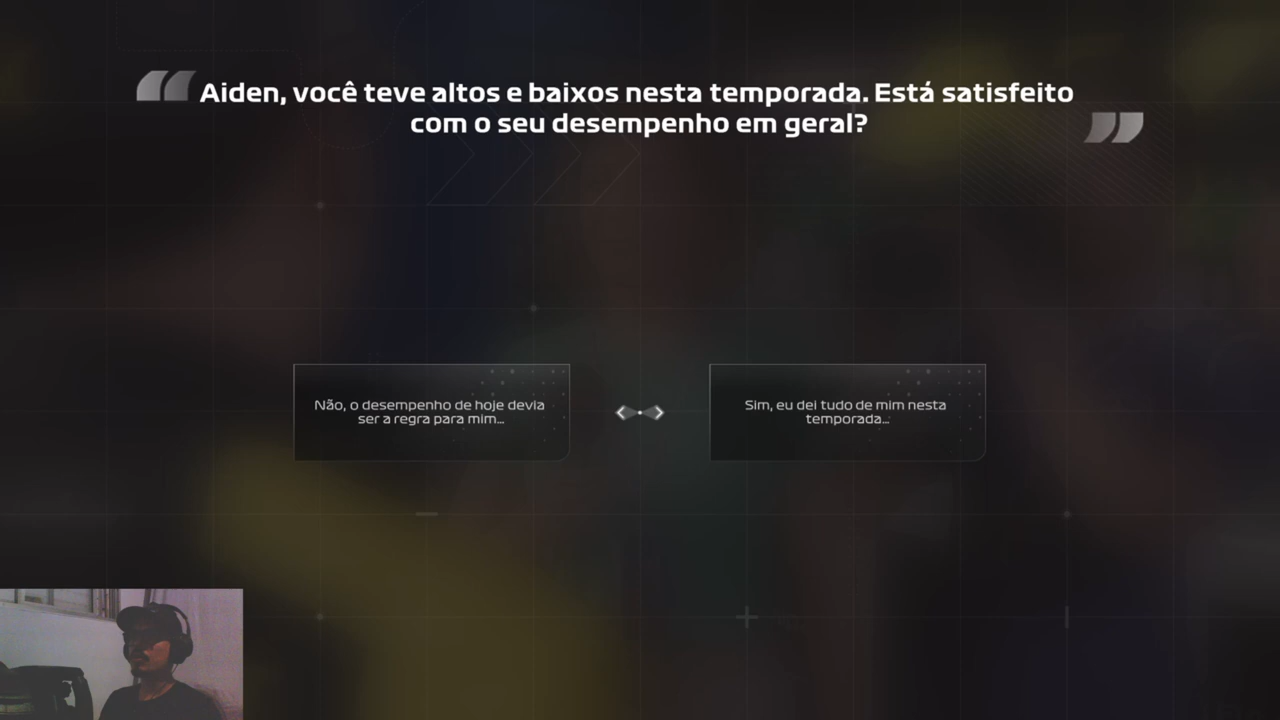 Aiden, você teve altos e baixos nesta temporada. Está satisfeito
com o seu desempenho em geral?
Não, o desempenho de hoje devia
ser a regra para mim...
Sim, eu dei tudo de mim nesta
temporada...